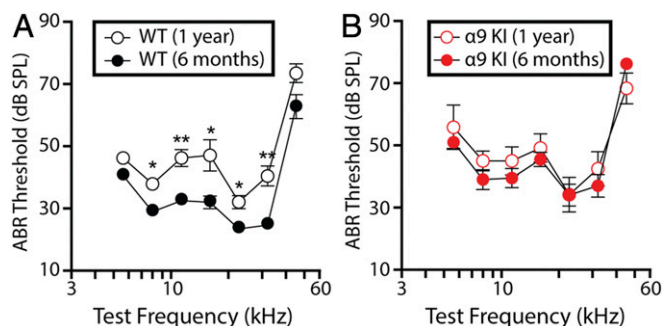 A
ABR Threshold (dB SPL)
90
70
50
30
10
WT (1 year)
WT (6 months)
*
**
*
*
**
3
10
60
Test Frequency (kHz)
B
ABR Threshold (dB SPL)
90
70
50
30
10
α9 KI (1 year)
α9 KI (6 months)
3
10
60
Test Frequency (kHz)